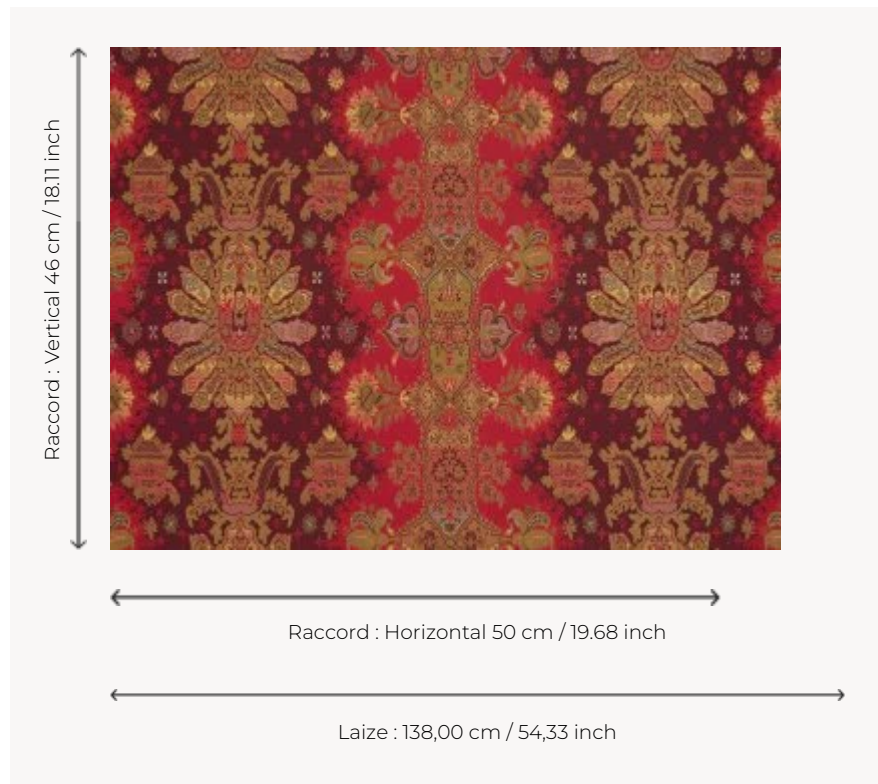 Raccord : Vertical 46 cm / 18.11 inch
Raccord : Horizontal 50 cm / 19.68 inch
Laize : 138,00 cm / 54,33 inch